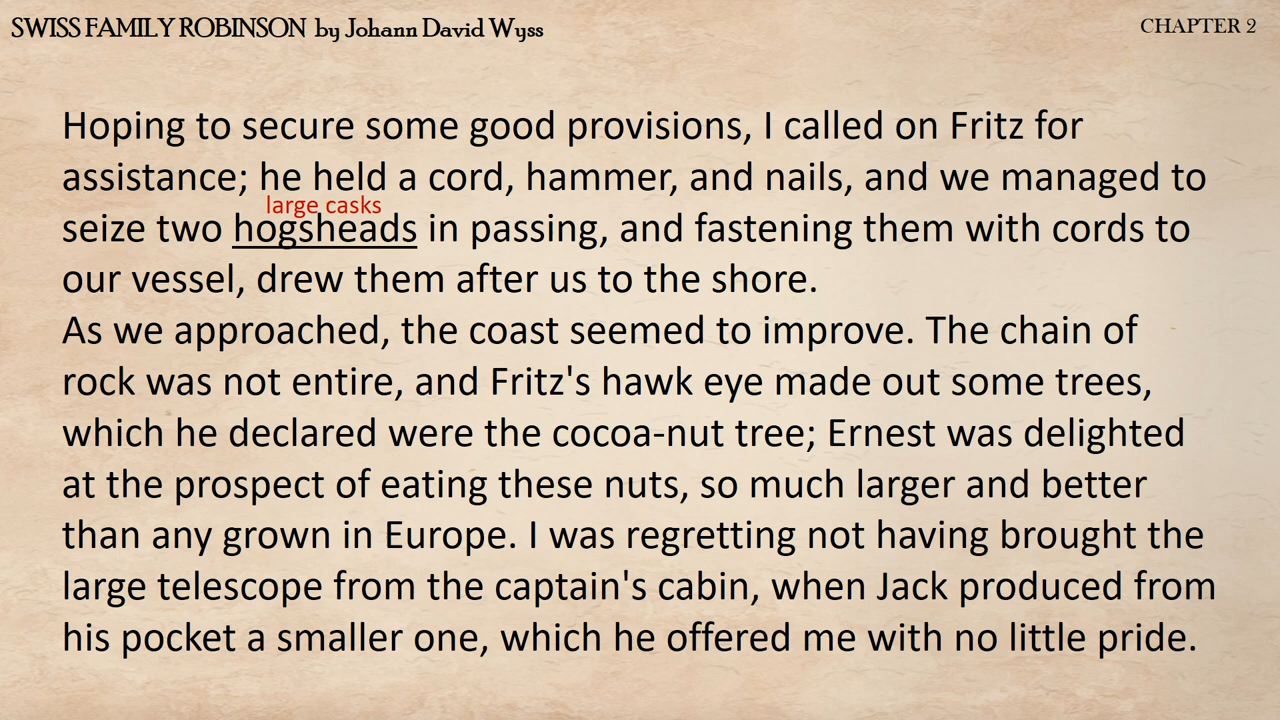 SWISS FAMILY ROBINSON by Johann David Wyss
CHAPTER 2
Hoping to secure some good provisions, I called on Fritz for
assistance; he held a cord, hammer, and nails, and we managed to
large casks
seize two hogsheads in passing, and fastening them with cords to
our vessel, drew them after us to the shore.
As we approached, the coast seemed to improve. The chain of
rock was not entire, and Fritz's hawk eye made out some trees,
which he declared were the cocoa-nut tree; Ernest was delighted
at the prospect of eating these nuts, so much larger and better
than any grown in Europe. I was regretting not having brought the
large telescope from the captain's cabin, when Jack produced from
his pocket a smaller one, which he offered me with no little pride.